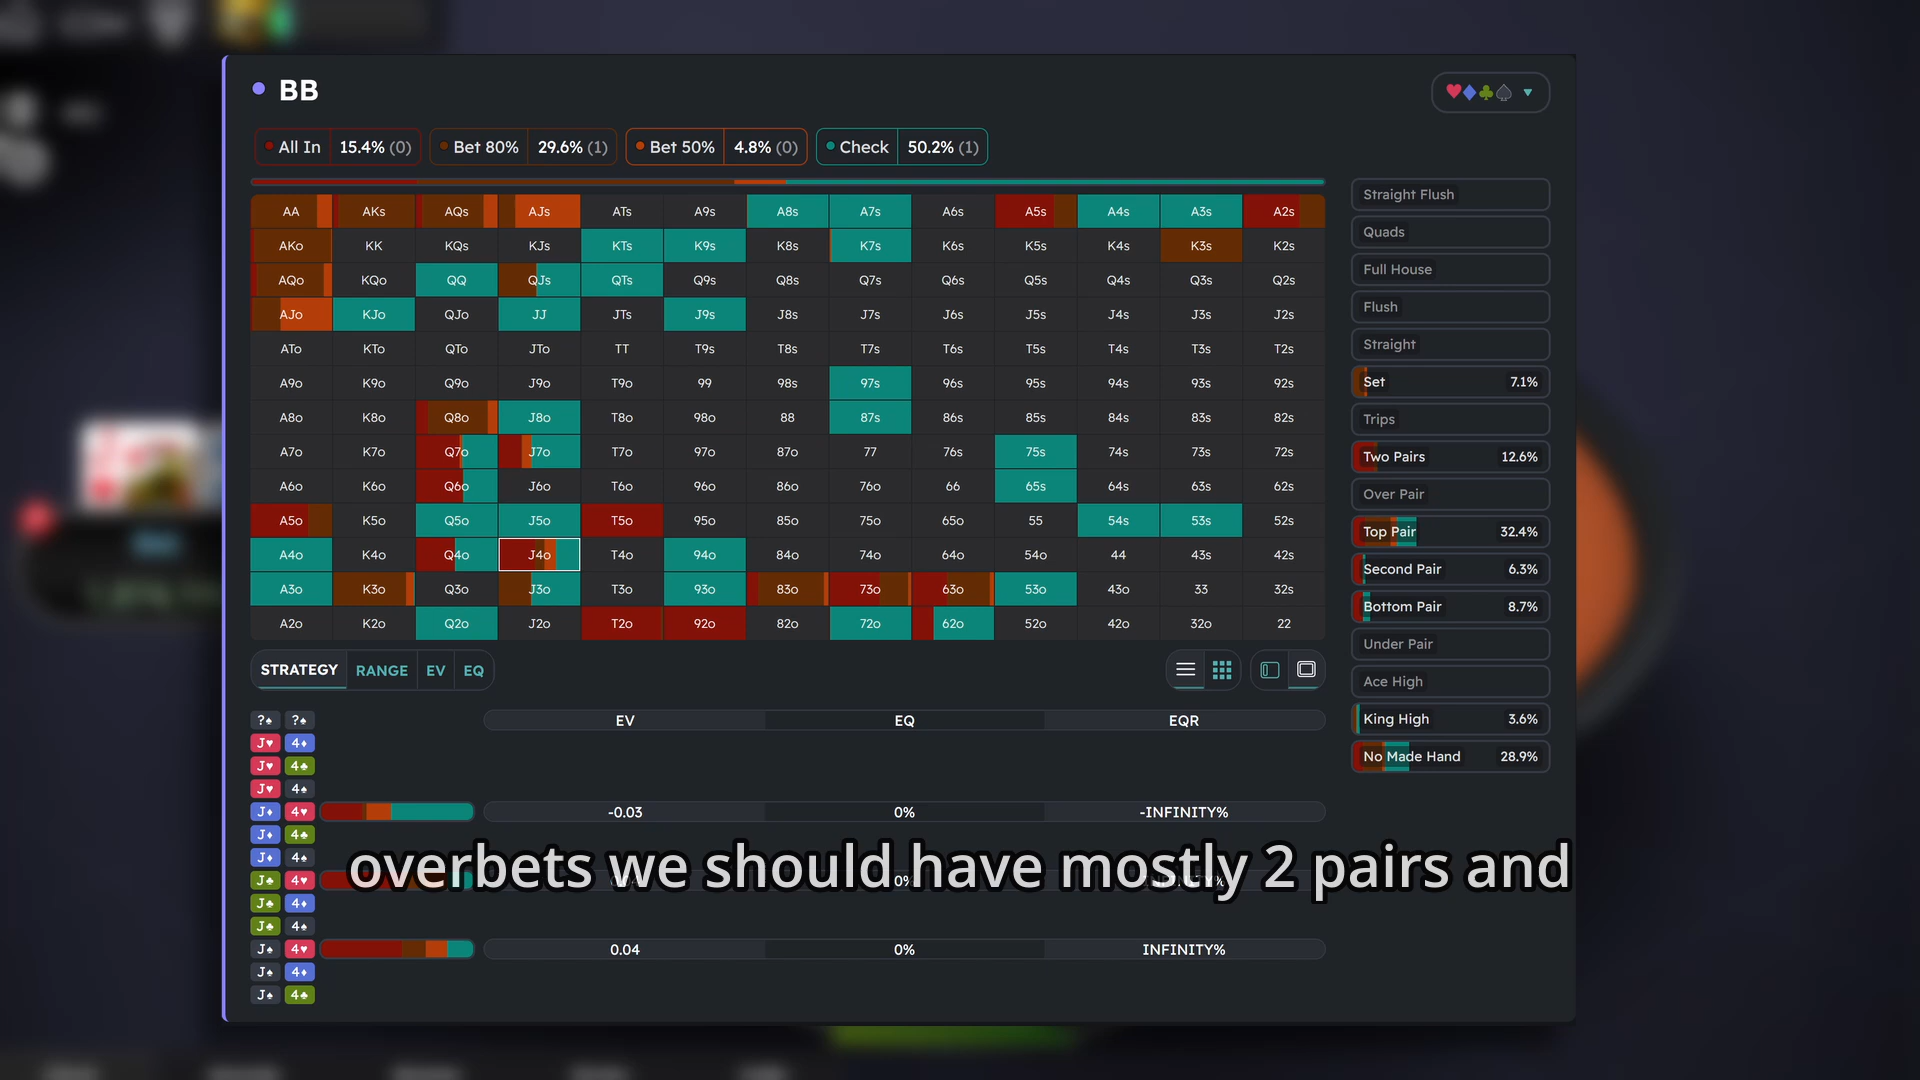 BB
All In 15.4% (0) Bet 80% 29.6% (1) Bet 50% 4.8% (0) Check 50.2% (1)
AA AKs AQs AJs ATs A9s A8s A7s A6s A5s A4s A3s A2s
AKo KK KQs KJs KTs K9s K8s K7s K6s K5s K4s K3s K2s
AQo KQo QQ QJs QTs Q9s Q8s Q7s Q6s Q5s Q4s Q3s Q2s
AJo KJo QJo JJ JTs J9s J8s J7s J6s J5s J4s J3s J2s
ATo KTo QTo JTo TT T9s T8s T7s T6s T5s T4s T3s T2s
A9o K9o Q9o J9o T9o 99 98s 97s 96s 95s 94s 93s 92s
A8o K8o Q8o J8o T8o 98o 88 87s 86s 85s 84s 83s 82s
A7o K7o Q7o J7o T7o 97o 87o 77 76s 75s 74s 73s 72s
A6o K6o Q6o J6o T6o 96o 86o 76o 66 65s 64s 63s 62s
A5o K5o Q5o J5o T5o 95o 85o 75o 65o 55 54s 53s 52s
A4o K4o Q4o J4o T4o 94o 84o 74o 64o 54o 44 43s 42s
A3o K3o Q3o J3o T3o 93o 83o 73o 63o 53o 43o 33 32s
A2o K2o Q2o J2o T2o 92o 82o 72o 62o 52o 42o 32o 22
Straight Flush
Quads
Full House
Flush
Straight
Set 7.1%
Trips
Two Pairs 12.6%
Over Pair
Top Pair 32.4%
Second Pair 6.3%
Bottom Pair 8.7%
Under Pair
Ace High
King High 3.6%
No Made Hand 28.9%
STRATEGY RANGE EV EQ
?♠ ?♠ EV EQ EQR
J♥ 4♦
J♥ 4♣
J♥ 4♠
J♦ 4♥ -0.03 0% -INFINITY%
J♦ 4♣
J♦ 4♠
J♣ 4♥
J♣ 4♦
J♣ 4♠
J♠ 4♥ 0.04 0% INFINITY%
J♠ 4♦
J♠ 4♣
overbets we should have mostly 2 pairs and